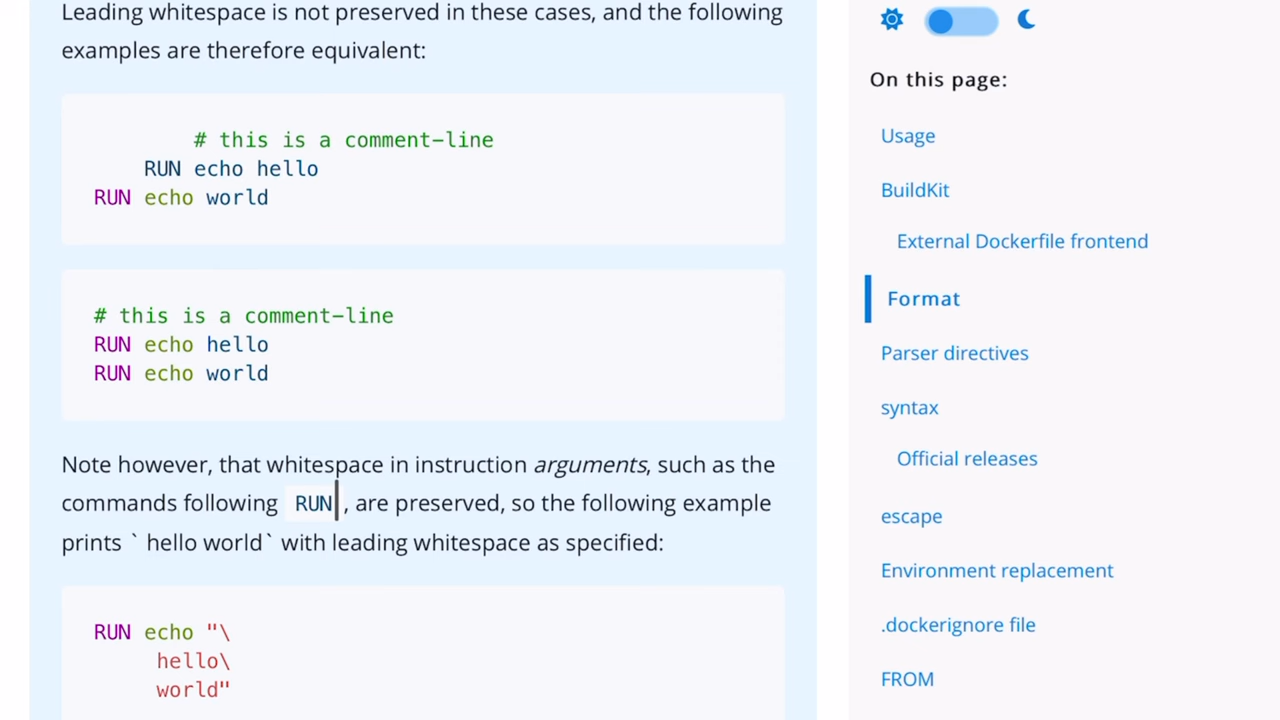 Leading whitespace is not preserved in these cases, and the following
examples are therefore equivalent:
# this is a comment-line
RUN echo hello
RUN echo world
# this is a comment-line
RUN echo hello
RUN echo world
Note however, that whitespace in instruction arguments, such as the
commands following RUN, are preserved, so the following example
prints ` hello world` with leading whitespace as specified:
RUN echo "\
hello\
world"
On this page:
Usage
BuildKit
External Dockerfile frontend
Format
Parser directives
syntax
Official releases
escape
Environment replacement
.dockerignore file
FROM